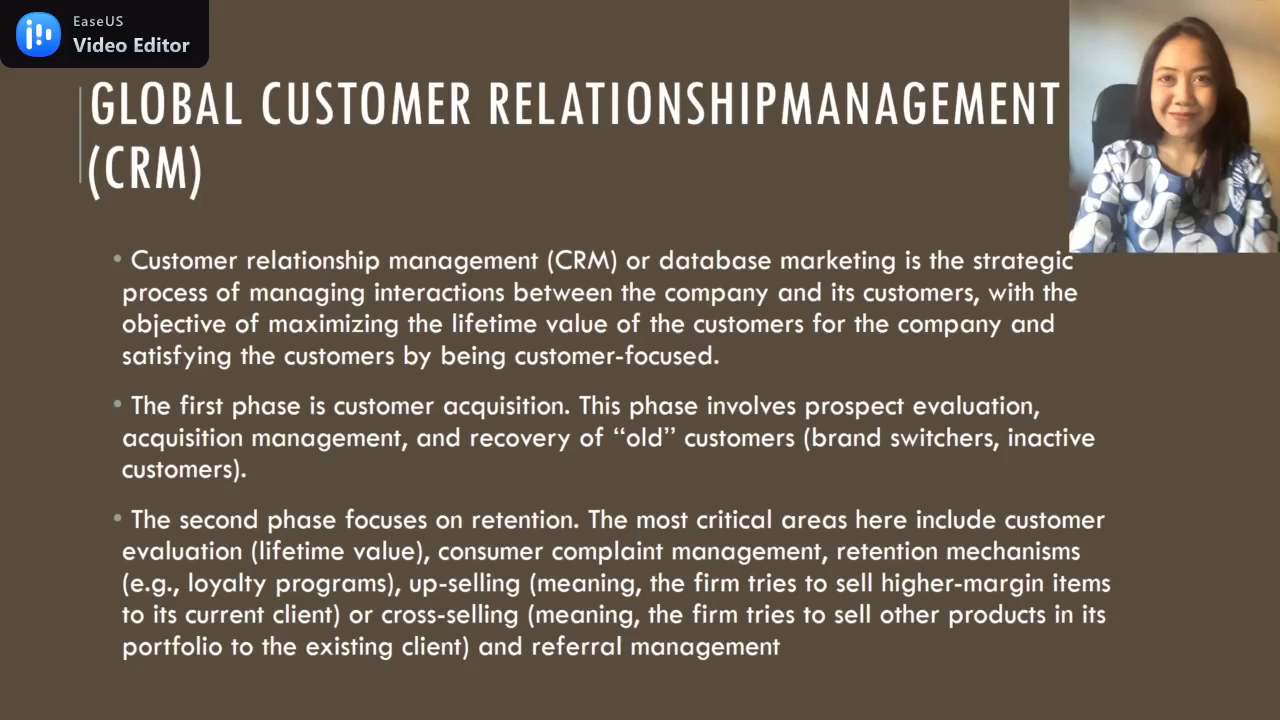 EaseUS
Video Editor
GLOBAL CUSTOMER RELATIONSHIPMANAGEMENT
(CRM)
• Customer relationship management (CRM) or database marketing is the strategic
process of managing interactions between the company and its customers, with the
objective of maximizing the lifetime value of the customers for the company and
satisfying the customers by being customer-focused.
• The first phase is customer acquisition. This phase involves prospect evaluation,
acquisition management, and recovery of “old” customers (brand switchers, inactive
customers).
• The second phase focuses on retention. The most critical areas here include customer
evaluation (lifetime value), consumer complaint management, retention mechanisms
(e.g., loyalty programs), up-selling (meaning, the firm tries to sell higher-margin items
to its current client) or cross-selling (meaning, the firm tries to sell other products in its
portfolio to the existing client) and referral management